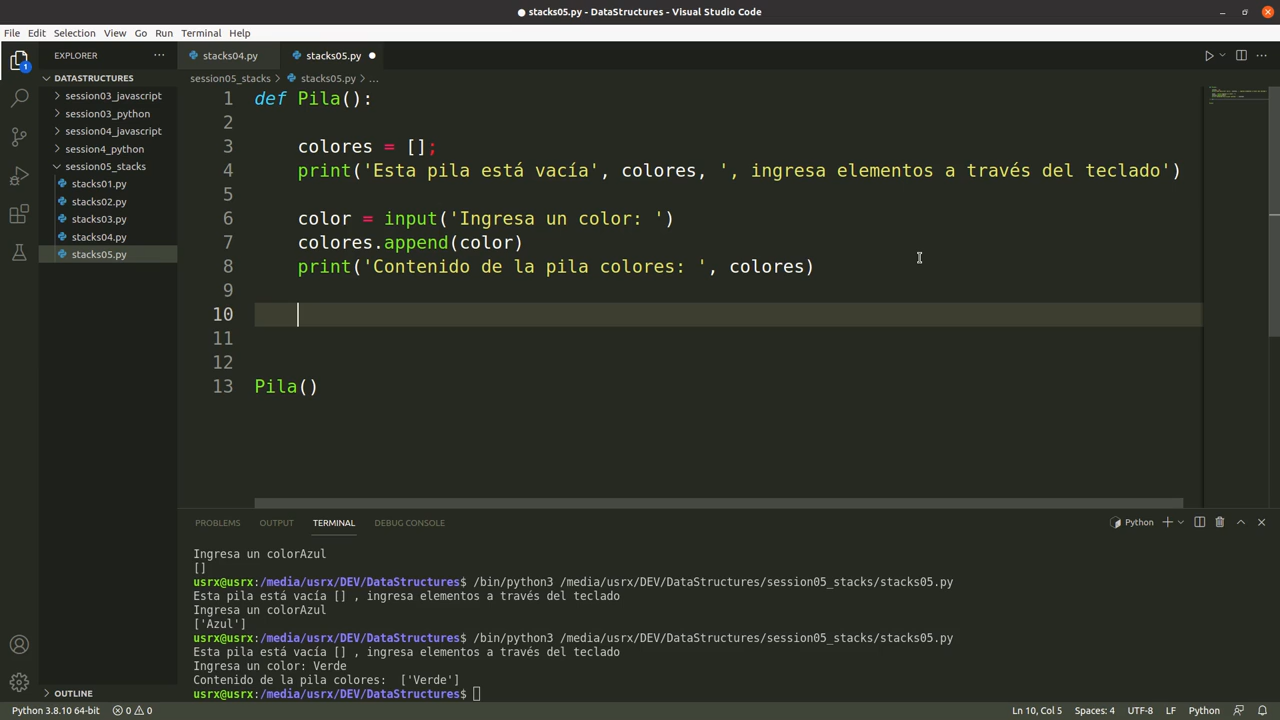 stacks05.py - DataStructures - Visual Studio Code
File Edit Selection View Go Run Terminal Help
EXPLORER
stacks04.py
stacks05.py
1
DATASTRUCTURES
session05_stacks > stacks05.py > …
session03_javascript
session03_python
session04_javascript
session4_python
session05_stacks
stacks01.py
stacks02.py
stacks03.py
stacks04.py
stacks05.py
1 def Pila():
2
3 colores = [];
4 print('Esta pila está vacía', colores, ', ingresa elementos a través del teclado')
5
6 color = input('Ingresa un color: ')
7 colores.append(color)
8 print('Contenido de la pila colores: ', colores)
9
10
11
12
13 Pila()
PROBLEMS OUTPUT TERMINAL DEBUG CONSOLE
Python
Ingresa un colorAzul
[]
usrx@usrx:/media/usrx/DEV/DataStructures$ /bin/python3 /media/usrx/DEV/DataStructures/session05_stacks/stacks05.py
Esta pila está vacía [] , ingresa elementos a través del teclado
Ingresa un colorAzul
['Azul']
usrx@usrx:/media/usrx/DEV/DataStructures$ /bin/python3 /media/usrx/DEV/DataStructures/session05_stacks/stacks05.py
Esta pila está vacía [] , ingresa elementos a través del teclado
Ingresa un color: Verde
Contenido de la pila colores:  ['Verde']
usrx@usrx:/media/usrx/DEV/DataStructures$
OUTLINE
Python 3.8.10 64-bit 0 0 Ln 10, Col 5 Spaces: 4 UTF-8 LF Python